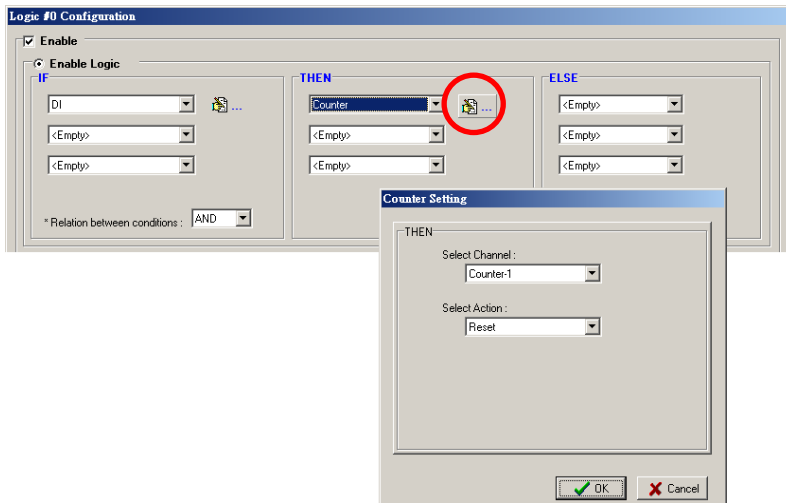 Logic #0 Configuration
Enable
Enable Logic
IF
THEN
ELSE
DI
...
Counter
...
<Empty>
<Empty>
<Empty>
<Empty>
<Empty>
<Empty>
<Empty>
* Relation between conditions :
AND
Counter Setting
THEN
Select Channel :
Counter-1
Select Action :
Reset
OK
Cancel